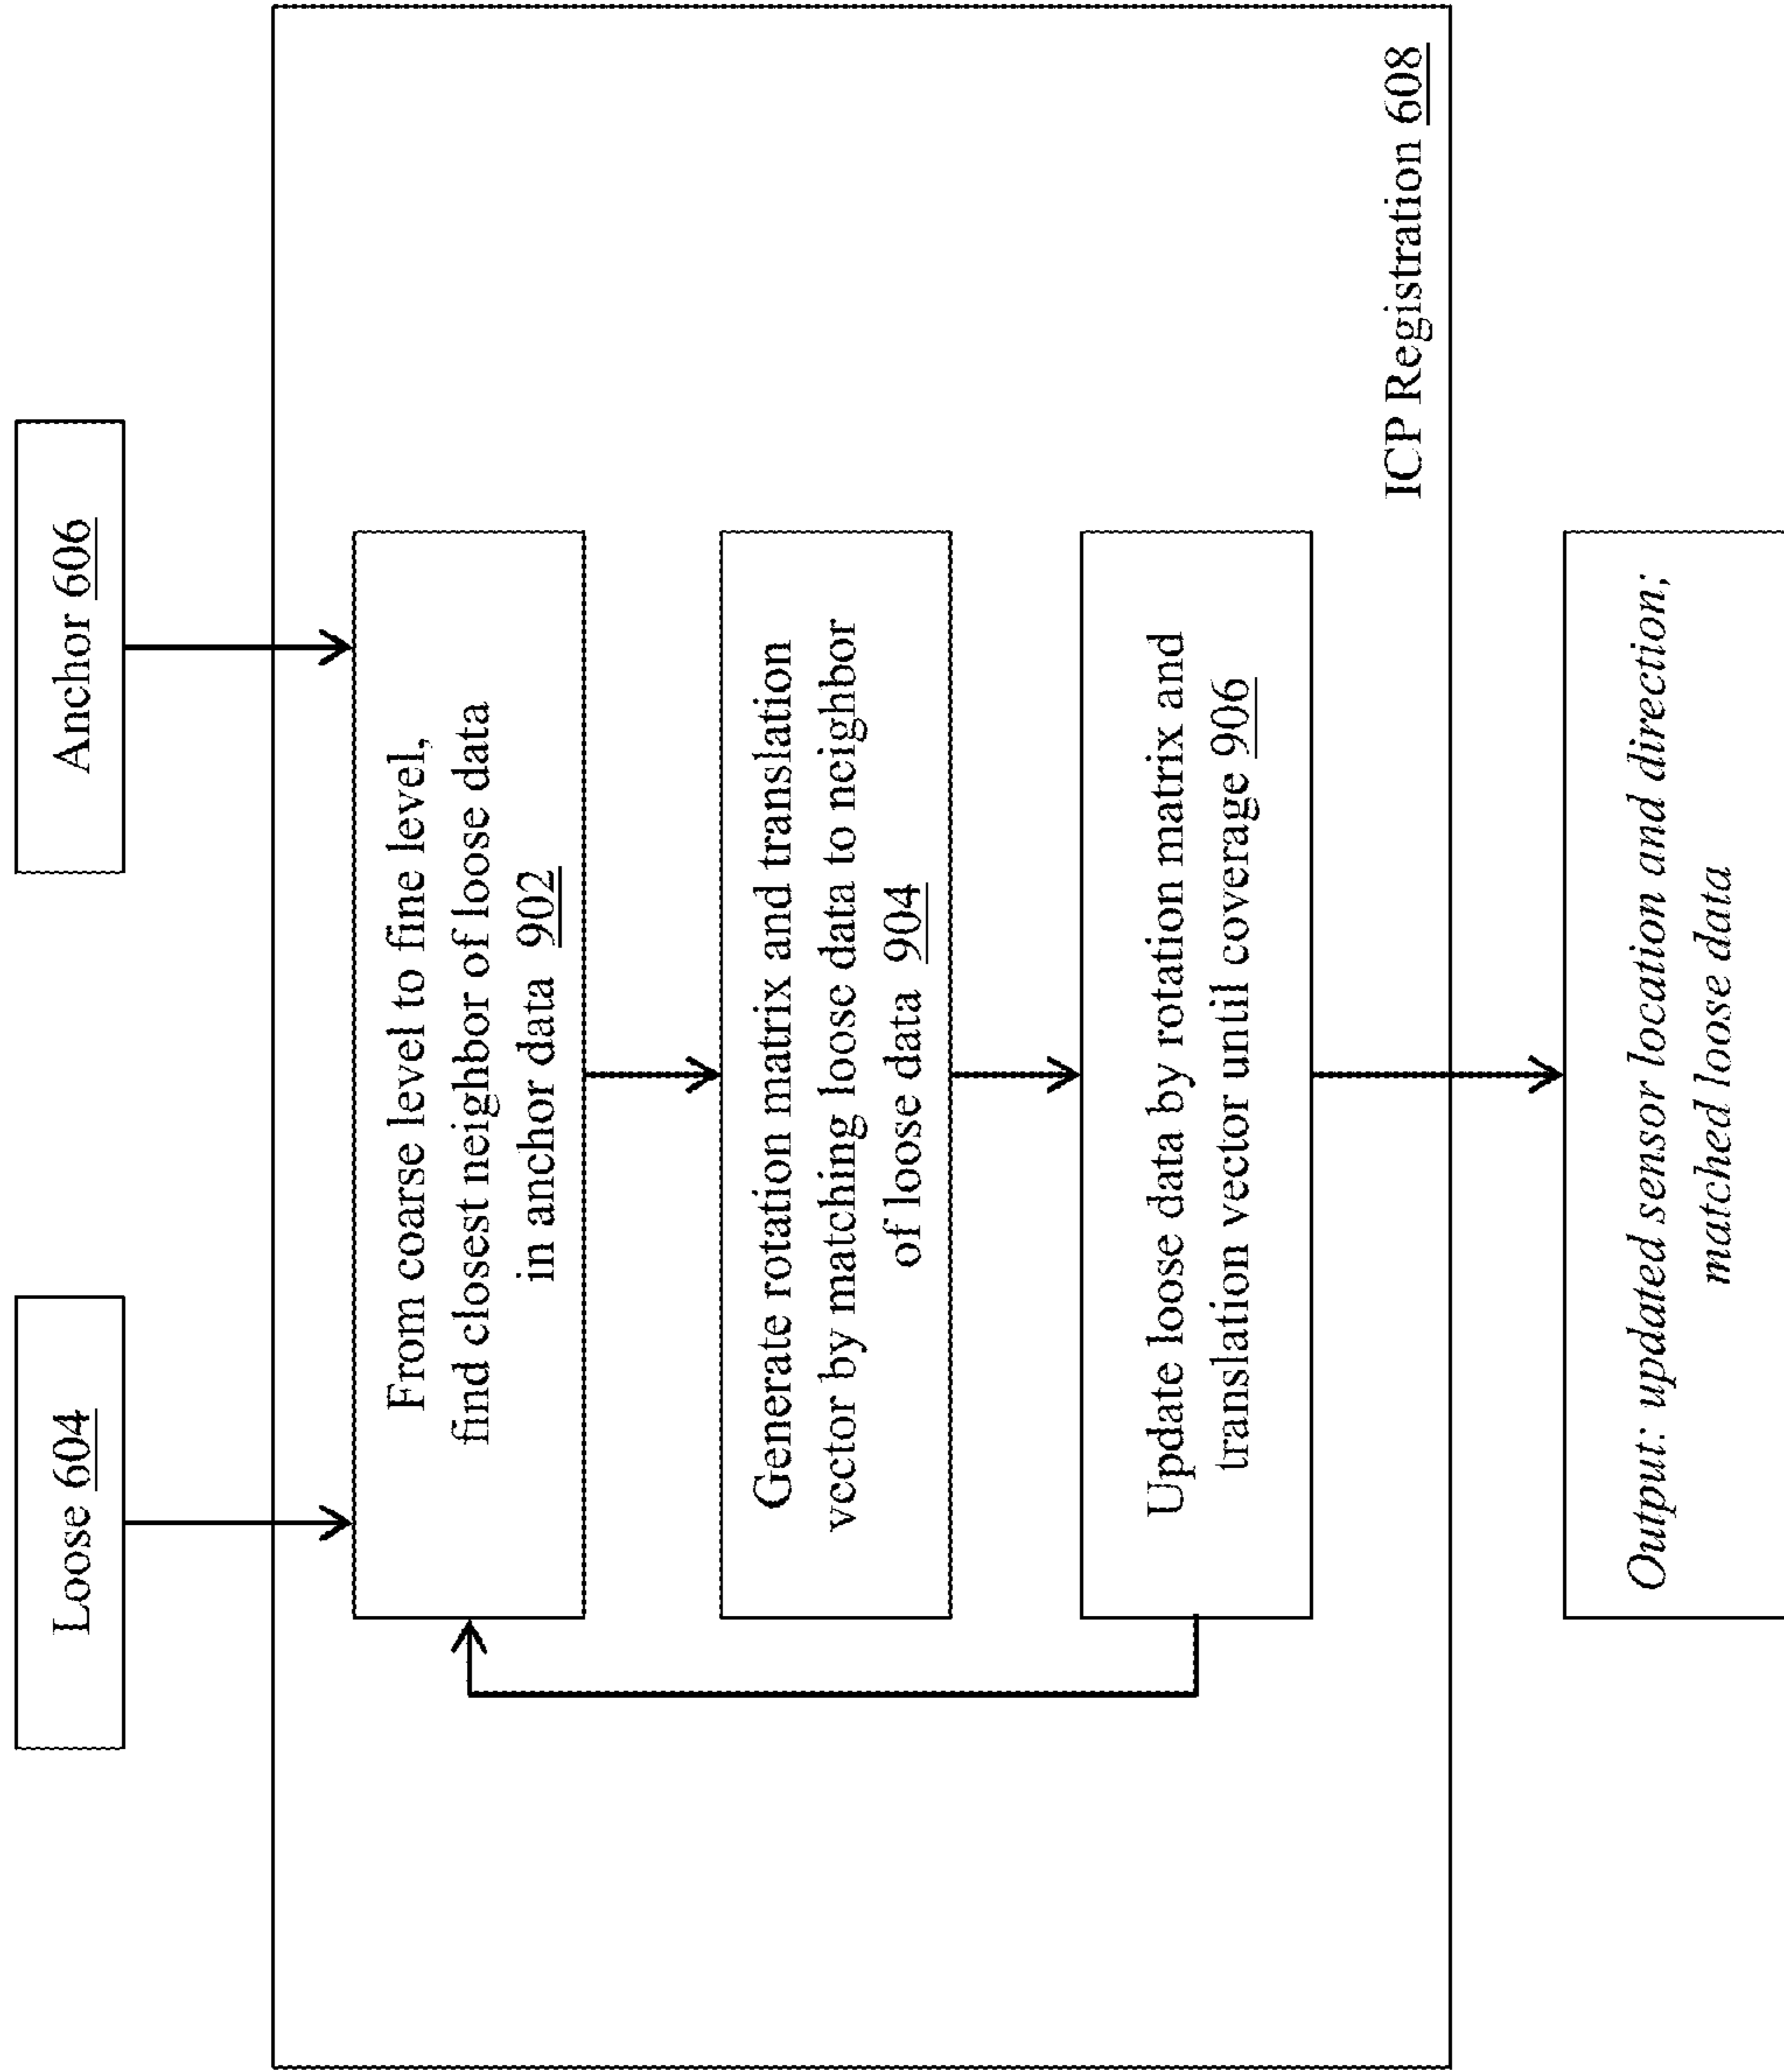 Loose 604
Anchor 606
From coarse level to fine level,
find closest neighbor of loose data
in anchor data 902
Generate rotation matrix and translation
vector by matching loose data to neighbor
of loose data 904
Update loose data by rotation matrix and
translation vector until coverage 906
ICP Registration 608
Output: updated sensor location and direction;
matched loose data